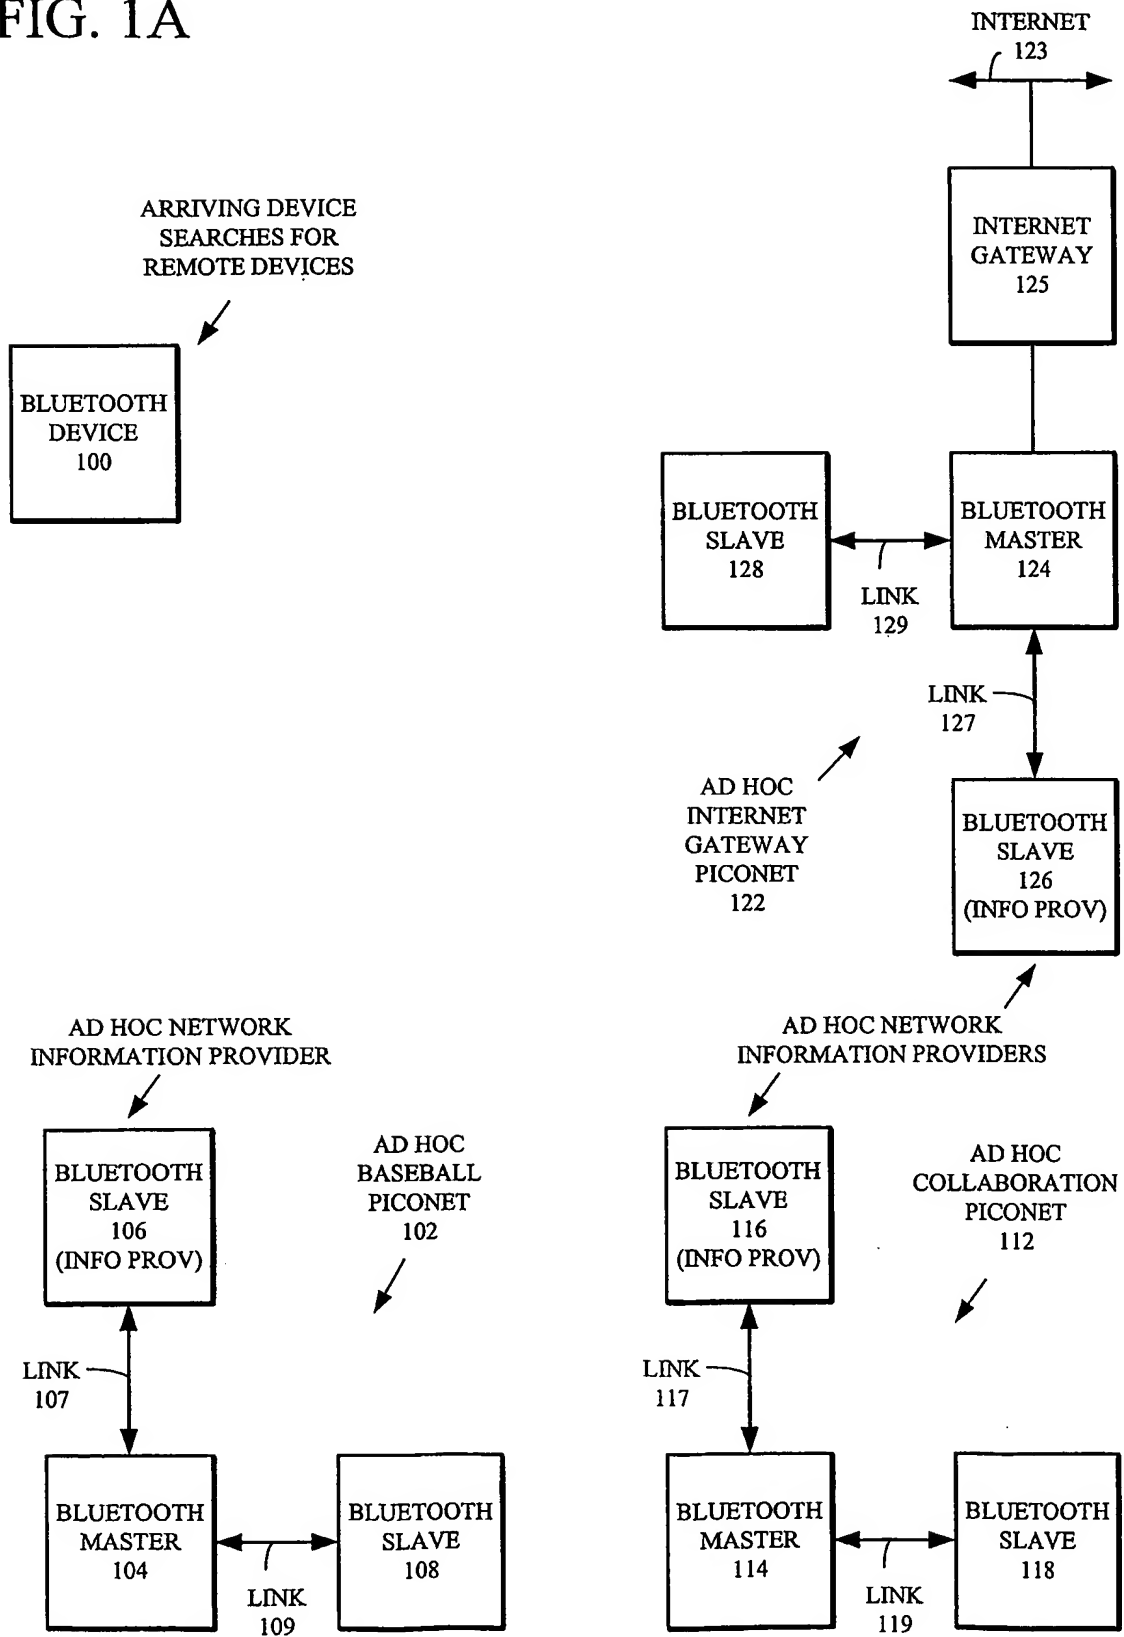 FIG. 1A
INTERNET
123
ARRIVING DEVICE
SEARCHES FOR
REMOTE DEVICES
INTERNET
GATEWAY
125
BLUETOOTH
DEVICE
100
BLUETOOTH
SLAVE
128
BLUETOOTH
MASTER
124
LINK
129
LINK
127
AD HOC
INTERNET
GATEWAY
PICONET
122
BLUETOOTH
SLAVE
126
(INFO PROV)
AD HOC NETWORK
INFORMATION PROVIDER
AD HOC NETWORK
INFORMATION PROVIDERS
BLUETOOTH
SLAVE
106
(INFO PROV)
AD HOC
BASEBALL
PICONET
102
BLUETOOTH
SLAVE
116
(INFO PROV)
AD HOC
COLLABORATION
PICONET
112
LINK
107
LINK
117
BLUETOOTH
MASTER
104
LINK
109
BLUETOOTH
SLAVE
108
BLUETOOTH
MASTER
114
LINK
119
BLUETOOTH
SLAVE
118